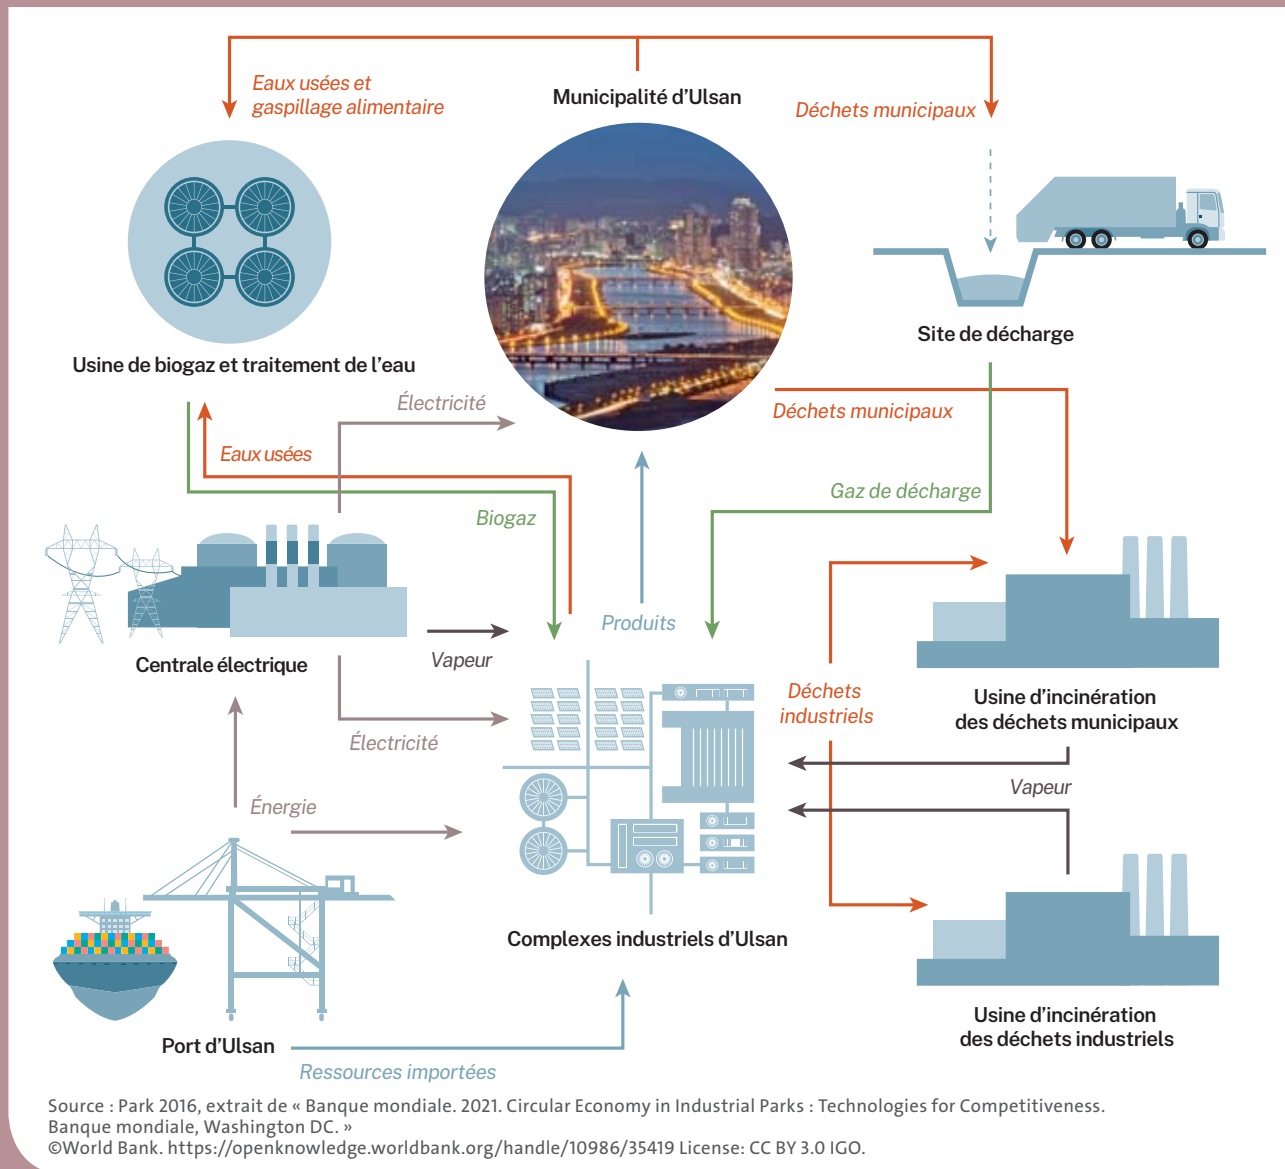 Eaux usées et
gaspillage alimentaire
Municipalité d'Ulsan
Déchets municipaux
Site de décharge
Usine de biogaz et traitement de l'eau
Électricité
Déchets municipaux
Eaux usées
Gaz de décharge
Biogaz
Produits
Vapeur
Centrale électrique
Déchets
industriels
Usine d'incinération
des déchets municipaux
Électricité
Vapeur
Énergie
Complexes industriels d'Ulsan
Usine d'incinération
des déchets industriels
Port d'Ulsan
Ressources importées
Source : Park 2016, extrait de « Banque mondiale. 2021. Circular Economy in Industrial Parks : Technologies for Competitiveness.
Banque mondiale, Washington DC. »
©World Bank. https://openknowledge.worldbank.org/handle/10986/35419 License: CC BY 3.0 IGO.